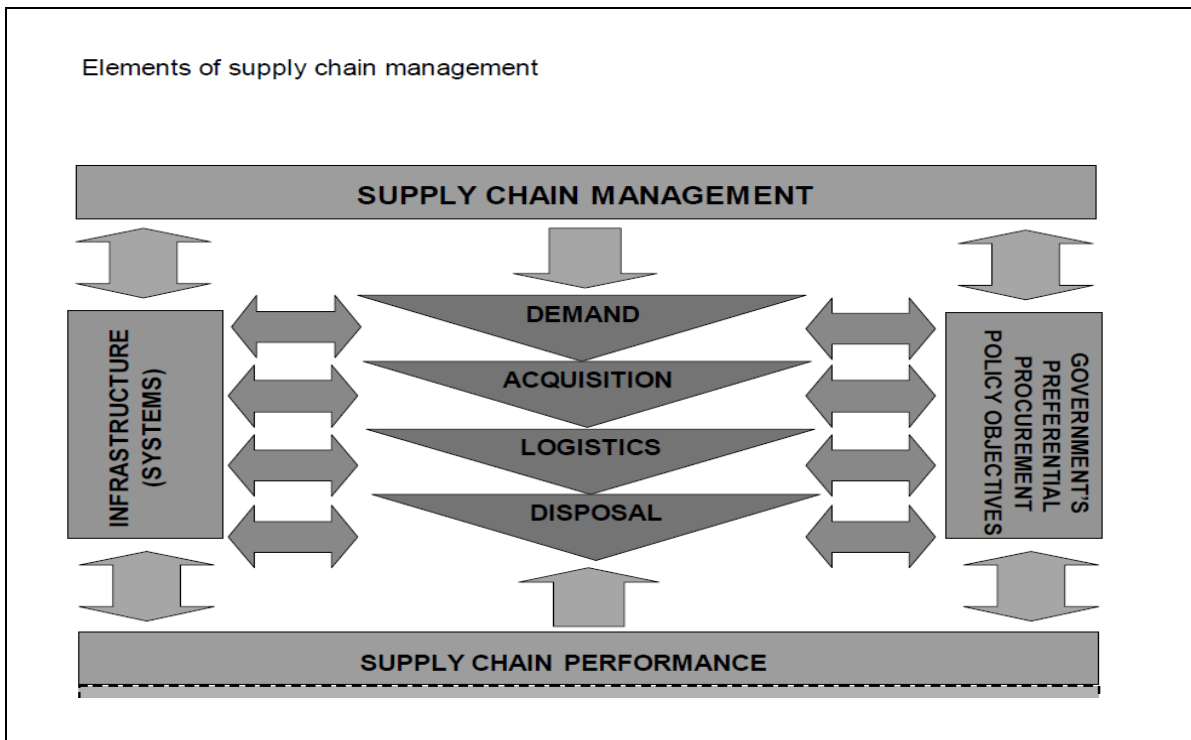 Elements of supply chain management
SUPPLY CHAIN MANAGEMENT
INFRASTRUCTURE
(SYSTEMS)
DEMAND
ACQUISITION
LOGISTICS
DISPOSAL
GOVERNMENT'S
PREFERENTIAL
PROCUREMENT
POLICY OBJECTIVES
SUPPLY CHAIN PERFORMANCE